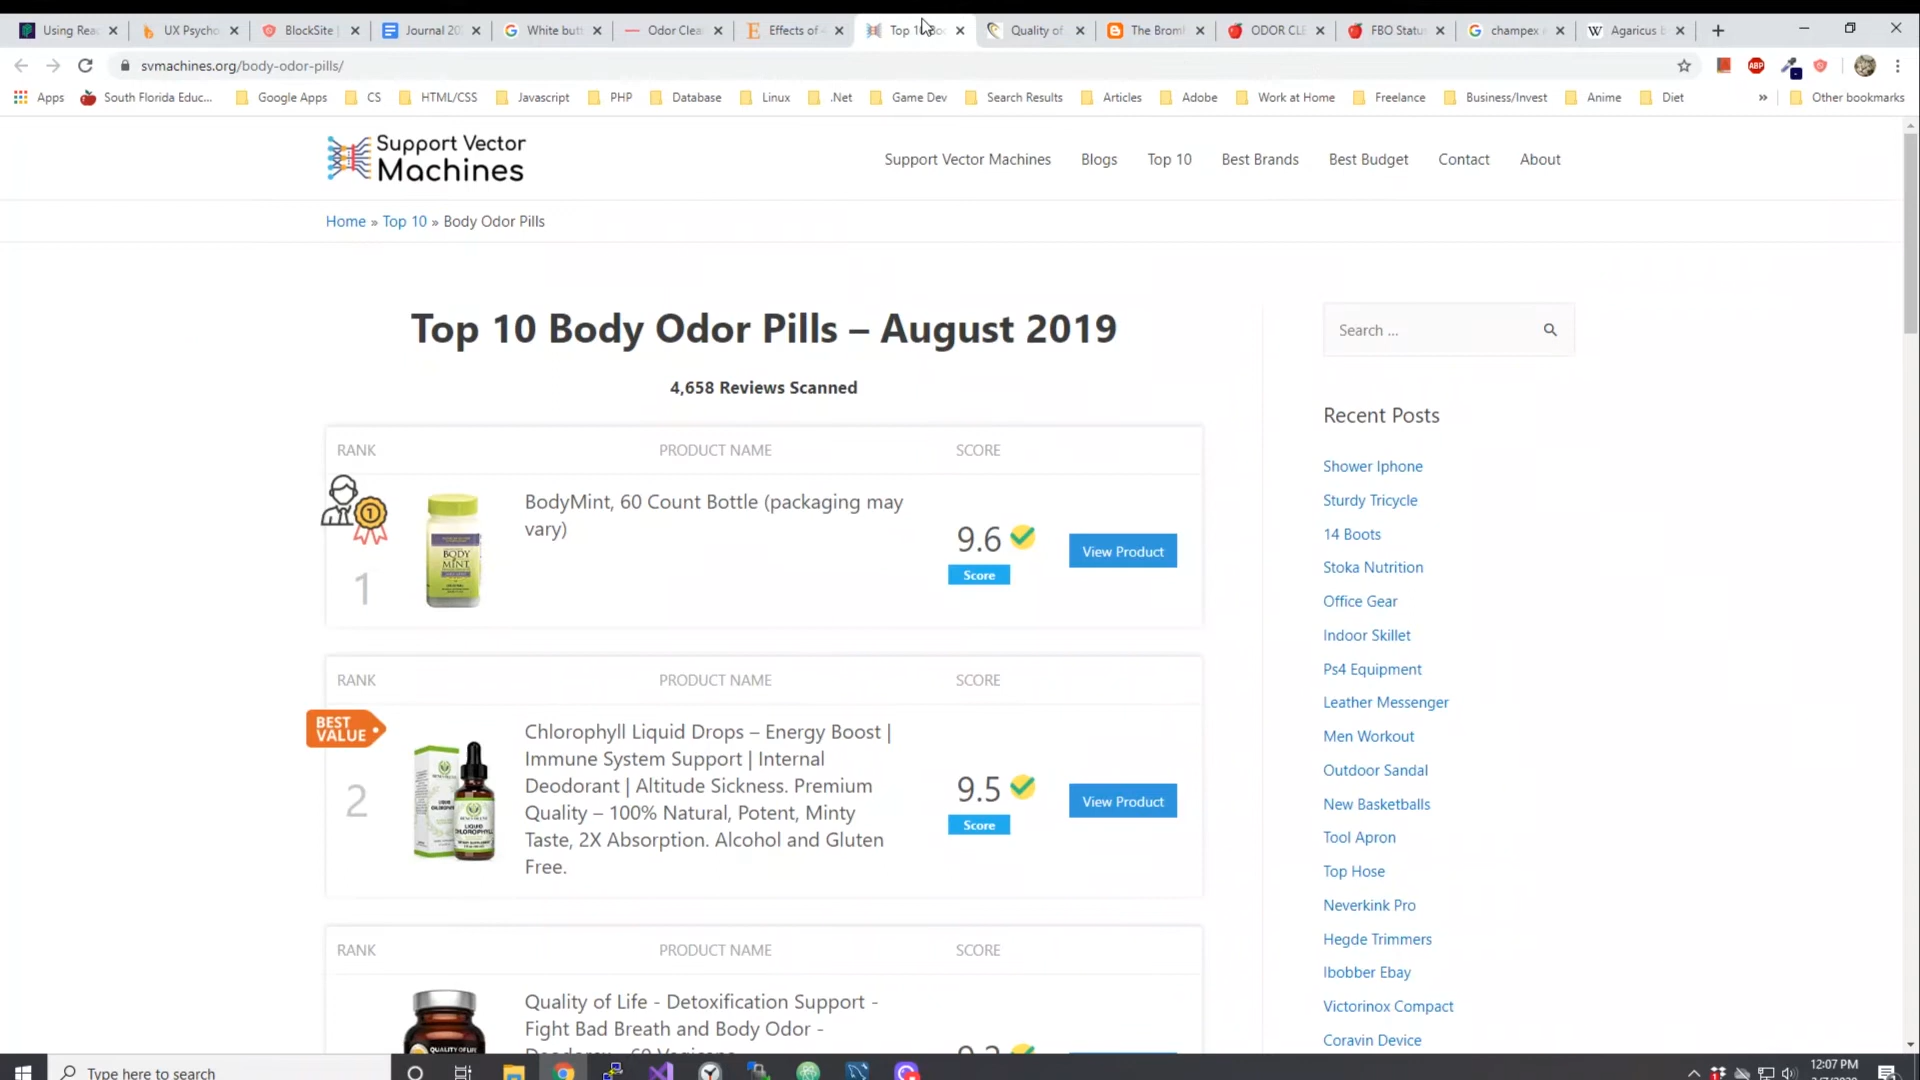 Using Rea
UX Psycho
BlockSite
Journal 20
White butt
Odor Clea
Effects of
Top 10 Bo
Quality of
The Brom
ODOR CLE
FBO Statu
champex
Agaricus
svmachines.org/body-odor-pills/
ABP
Apps
South Florida Educ...
Google Apps
CS
HTML/CSS
Javascript
PHP
Database
Linux
.Net
Game Dev
Search Results
Articles
Adobe
Work at Home
Freelance
Business/Invest
Anime
Diet
»
Other bookmarks
Support Vector
Machines
Support Vector Machines
Blogs
Top 10
Best Brands
Best Budget
Contact
About
Home » Top 10 » Body Odor Pills
Top 10 Body Odor Pills – August 2019
4,658 Reviews Scanned
RANK PRODUCT NAME SCORE
1
1
BODY
MINT
BodyMint, 60 Count Bottle (packaging may
vary)
9.6
Score
View Product
RANK PRODUCT NAME SCORE
BEST
VALUE
2
Chlorophyll Liquid Drops – Energy Boost |
Immune System Support | Internal
Deodorant | Altitude Sickness. Premium
Quality – 100% Natural, Potent, Minty
Taste, 2X Absorption. Alcohol and Gluten
Free.
9.5
Score
View Product
RANK PRODUCT NAME SCORE
QUALITY OF LIFE
Quality of Life - Detoxification Support -
Fight Bad Breath and Body Odor -
Search ...
Recent Posts
Shower Iphone
Sturdy Tricycle
14 Boots
Stoka Nutrition
Office Gear
Indoor Skillet
Ps4 Equipment
Leather Messenger
Men Workout
Outdoor Sandal
New Basketballs
Tool Apron
Top Hose
Neverkink Pro
Hegde Trimmers
Ibobber Ebay
Victorinox Compact
Coravin Device
Type here to search
12:07 PM